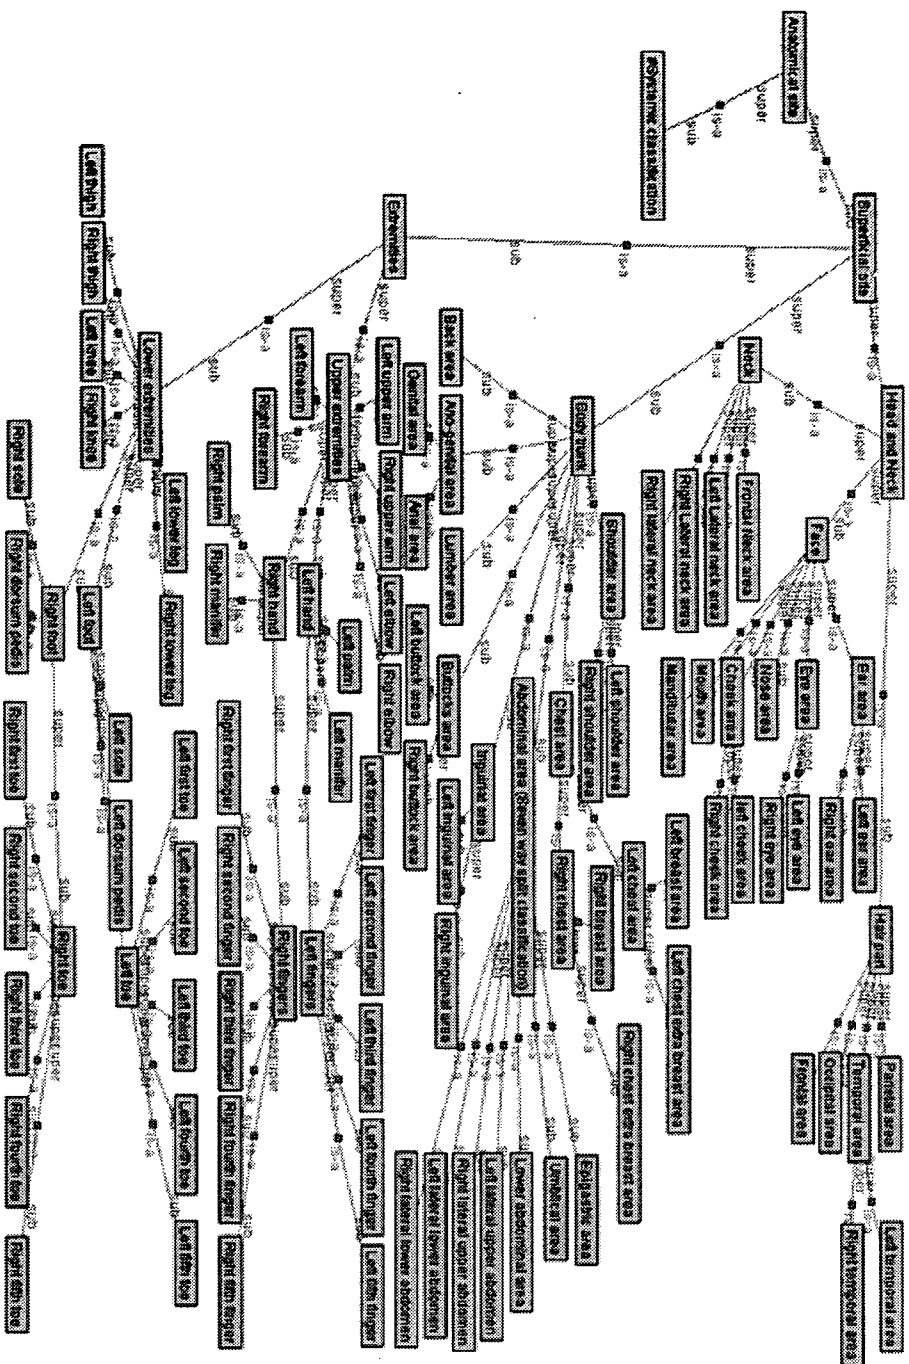 Anatomical site
#Systemic classification
Superficial site
Head and Neck
Hair part
Parietal area
Temporal area
Occipital area
Frontal area
Left temporal area
Right temporal area
Face
Ear area
Left ear area
Right ear area
Eye area
Left eye area
Right eye area
Nose area
Cheek area
left cheek area
Right cheek area
Mouth area
Mandibular area
Neck
Frontal Neck area
Left Lateral neck area
Right Lateral neck area
Right lateral neck area
Body trunk
Shoulder area
Left shoulder area
Right shoulder area
Chest area
Left chest area
Left breast area
Left chest extra breast area
Right chest area
Right breast area
Right chest extra breast area
Abdominal area (Seven way split classification)
Epigastric area
Umbilical area
Lower abdominal area
Left lateral upper abdomen
Right lateral upper abdomen
Left lateral lower abdomen
Right lateral lower abdomen
Inguinal area
Left inguinal area
Right inguinal area
Buttocks area
Left buttock area
Right buttock area
Lumber area
Ano-genital area
Genital area
Anal area
Back area
Extremities
Upper extremities
Left upper arm
Right upper arm
Left elbow
Right elbow
Left forearm
Right forearm
Left hand
Left palm
Left manifer
Left fingers
Left first finger
Left second finger
Left third finger
Left fourth finger
Left fifth finger
Right hand
Right palm
Right manifer
Right fingers
Right first finger
Right second finger
Right third finger
Right fourth finger
Right fifth finger
Lower extremities
Left thigh
Right thigh
Left knee
Right knee
Left lower leg
Right lower leg
Left foot
Left sole
Left dorsum pedis
Left toe
Left first toe
Left second toe
Left third toe
Left fourth toe
Left fifth toe
Right foot
Right sole
Right dorsum pedes
Right toe
Right first toe
Right second toe
Right third toe
Right fourth toe
Right fifth toe
super
is-a
sub